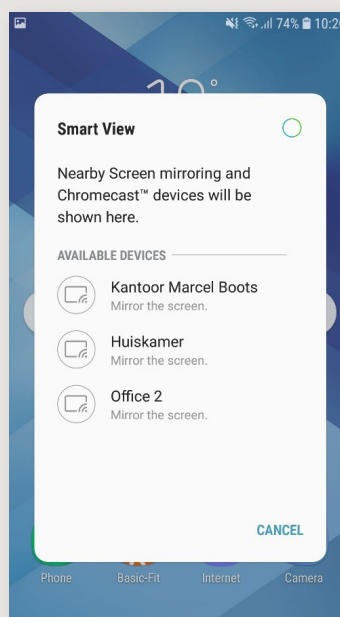 74% 10:20
Smart View
Nearby Screen mirroring and
Chromecast™ devices will be
shown here.
AVAILABLE DEVICES
Kantoor Marcel Boots
Mirror the screen.
Huiskamer
Mirror the screen.
Office 2
Mirror the screen.
CANCEL
Phone Basic-Fit Internet Camera